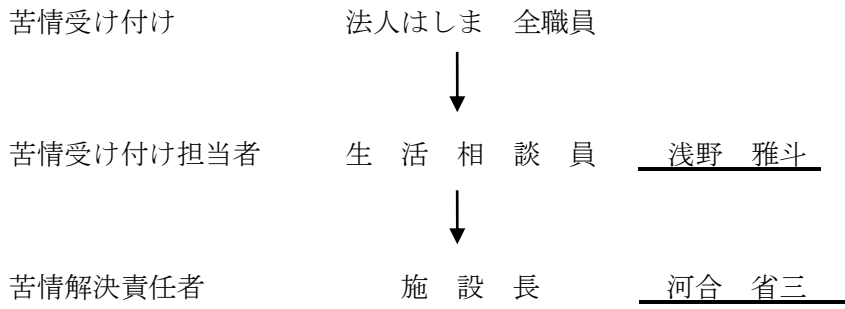 苦情受け付け　法人はしま　全職員
苦情受け付け担当者　生　活　相　談　員　浅野　雅斗
苦情解決責任者　施　設　長　河合　省三